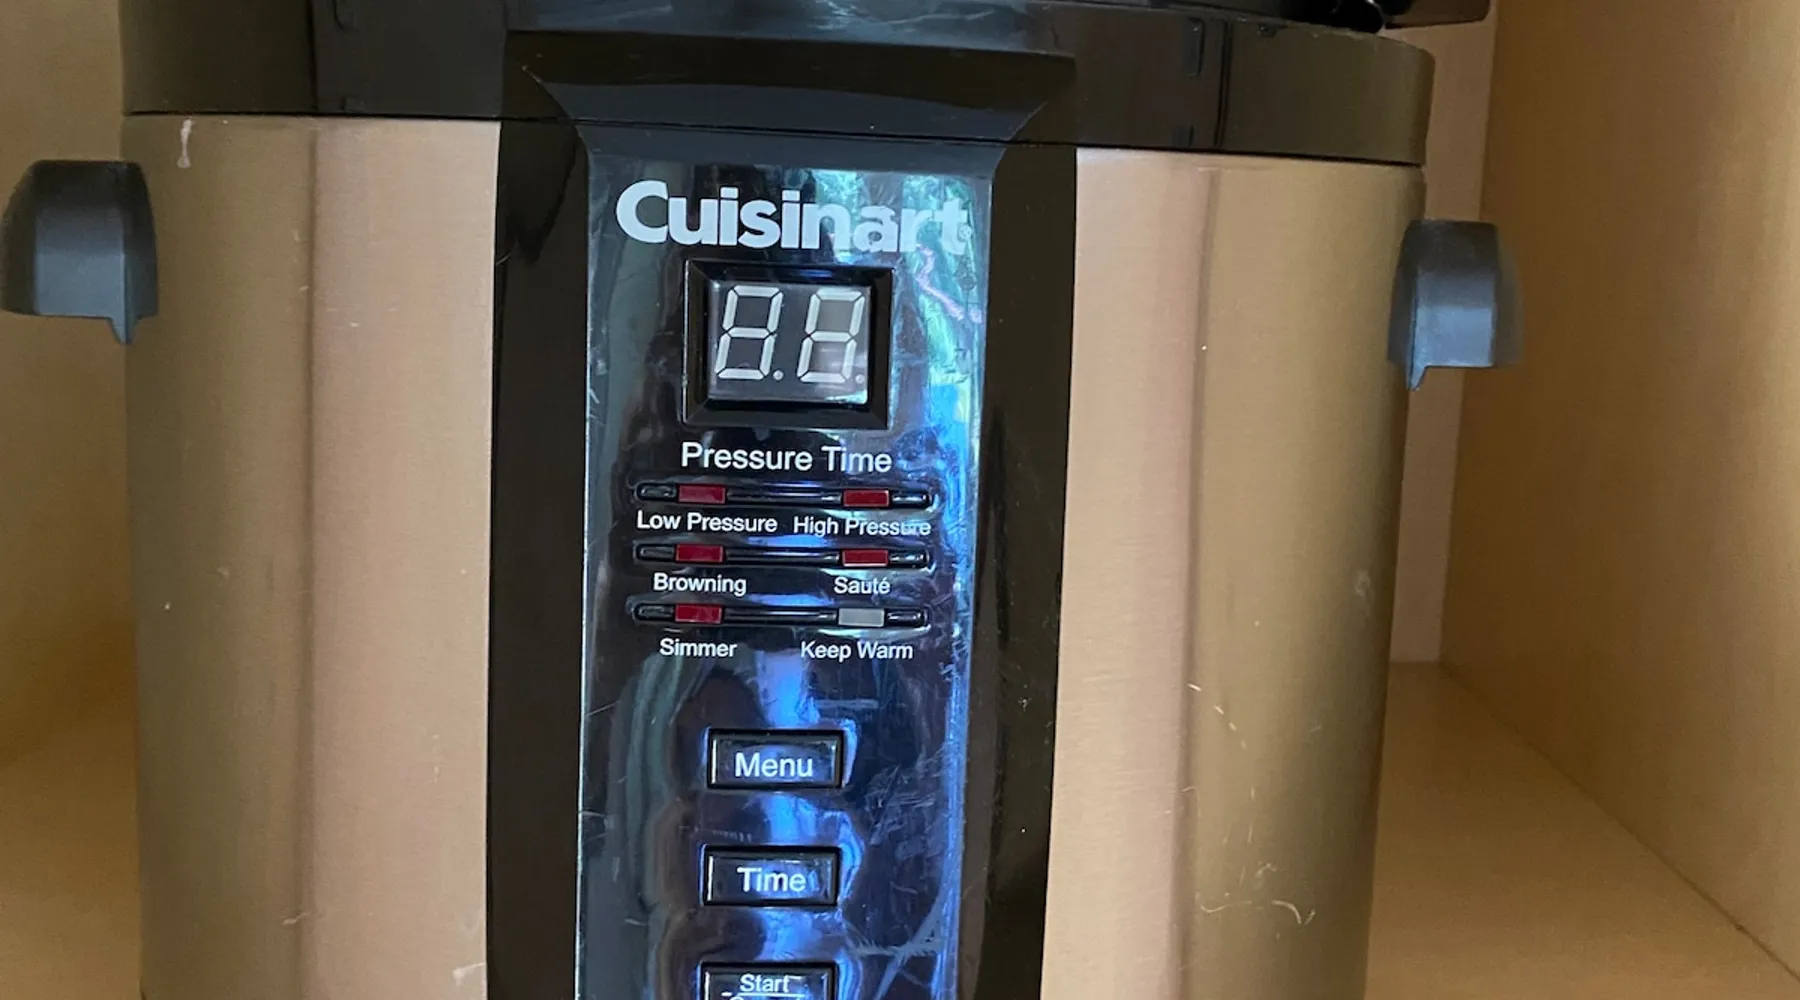 Cuisinart
8.8.
Pressure Time
Low Pressure High Pressure
Browning Sauté
Simmer Keep Warm
Menu
Time
Start